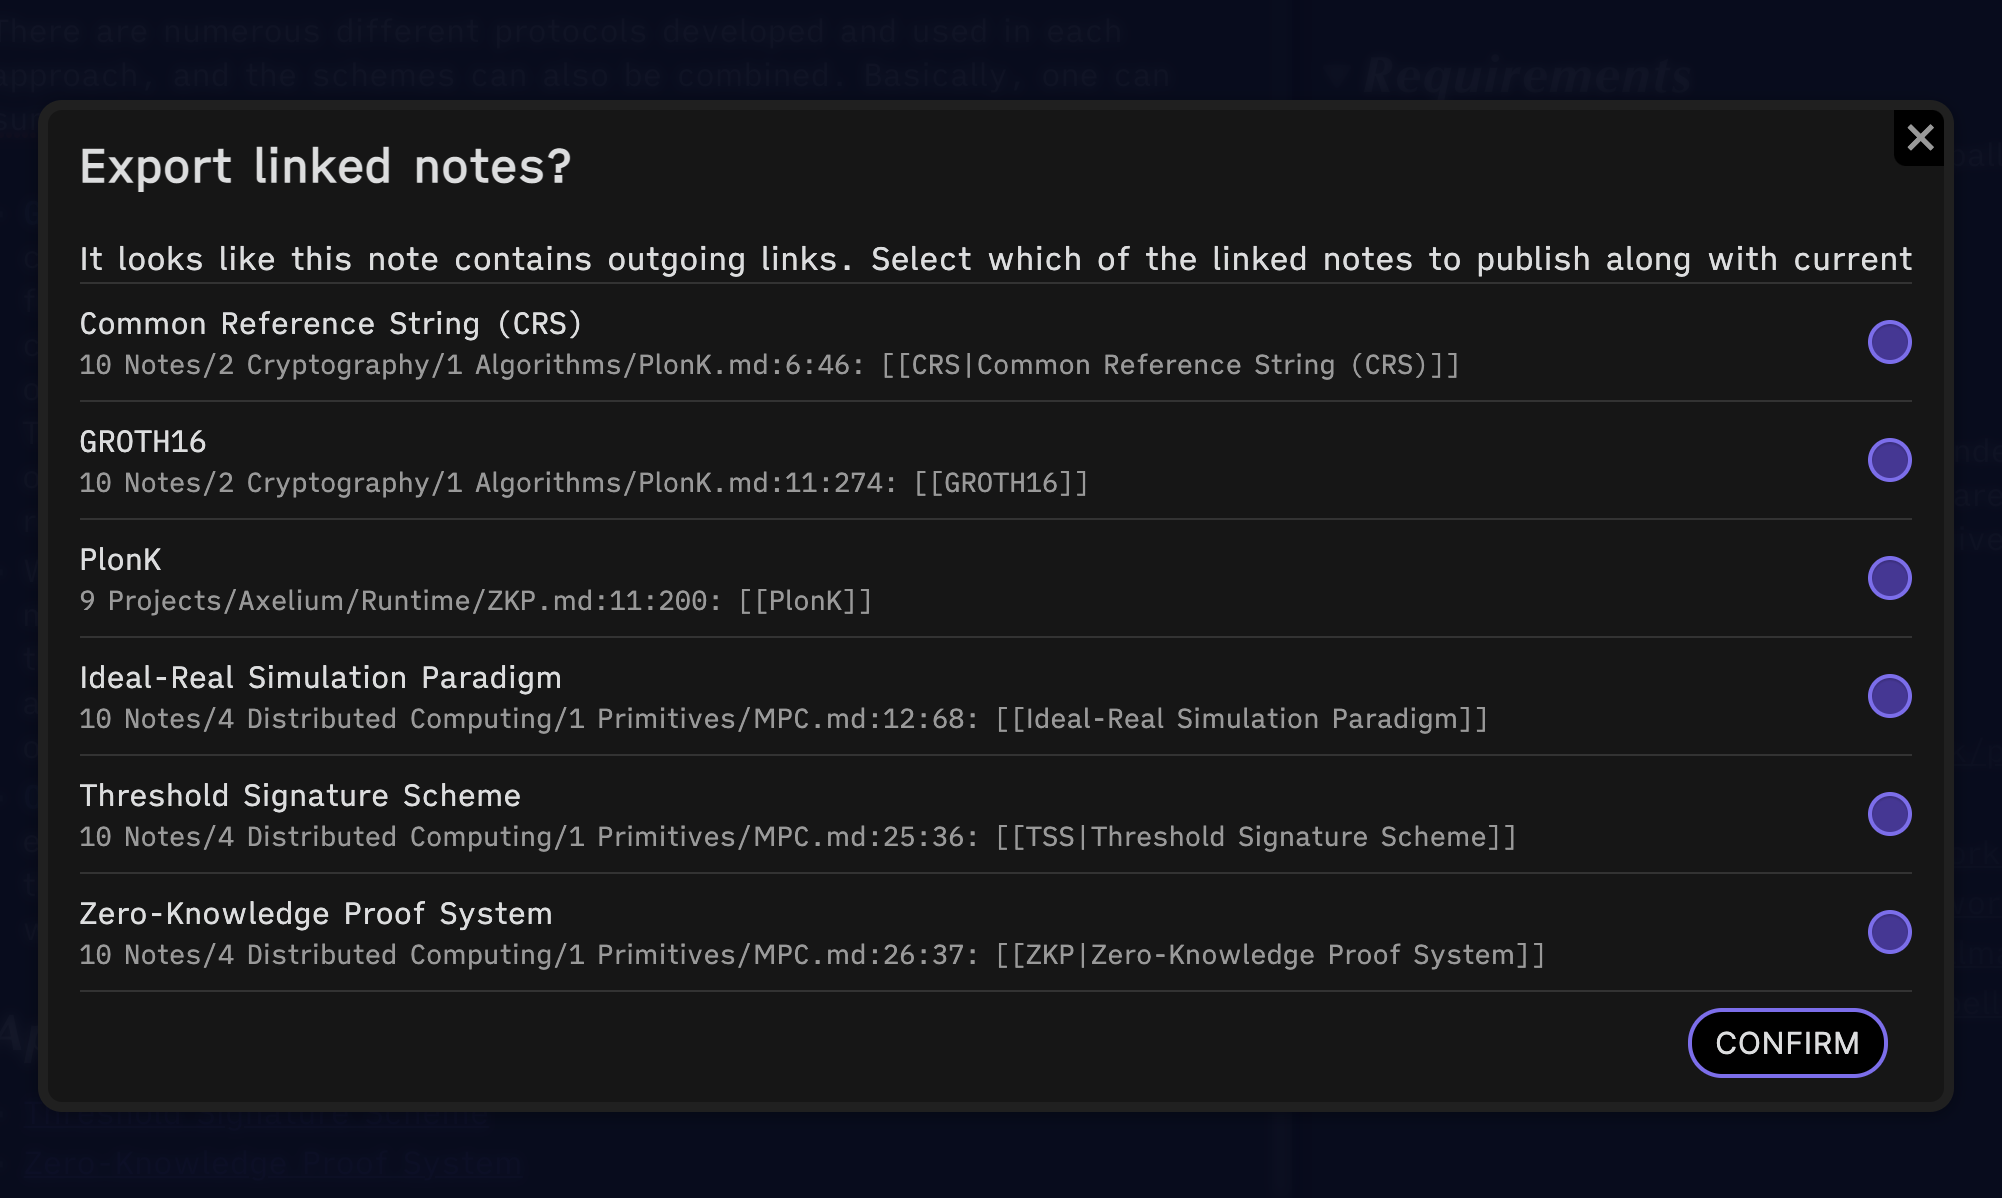 There are numerous different protocols developed and used in each
approach, and the schemes can also be combined. Basically, one can
Requirements
Export linked notes?
It looks like this note contains outgoing links. Select which of the linked notes to publish along with current
Common Reference String (CRS)
10 Notes/2 Cryptography/1 Algorithms/PlonK.md:6:46: [[CRS|Common Reference String (CRS)]]
GROTH16
10 Notes/2 Cryptography/1 Algorithms/PlonK.md:11:274: [[GROTH16]]
PlonK
9 Projects/Axelium/Runtime/ZKP.md:11:200: [[PlonK]]
Ideal-Real Simulation Paradigm
10 Notes/4 Distributed Computing/1 Primitives/MPC.md:12:68: [[Ideal-Real Simulation Paradigm]]
Threshold Signature Scheme
10 Notes/4 Distributed Computing/1 Primitives/MPC.md:25:36: [[TSS|Threshold Signature Scheme]]
Zero-Knowledge Proof System
10 Notes/4 Distributed Computing/1 Primitives/MPC.md:26:37: [[ZKP|Zero-Knowledge Proof System]]
CONFIRM
Threshold Signature Scheme
Zero-Knowledge Proof System